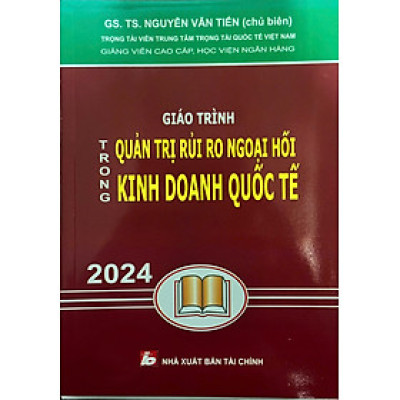 GS. TS. NGUYỄN VĂN TIẾN (chủ biên)
TRỌNG TÀI VIÊN TRUNG TÂM TRỌNG TÀI QUỐC TẾ VIỆT NAM
GIẢNG VIÊN CAO CẤP, HỌC VIỆN NGÂN HÀNG
GIÁO TRÌNH
QUẢN TRỊ RỦI RO NGOẠI HỐI
TRONG
KINH DOANH QUỐC TẾ
2024
NHÀ XUẤT BẢN TÀI CHÍNH